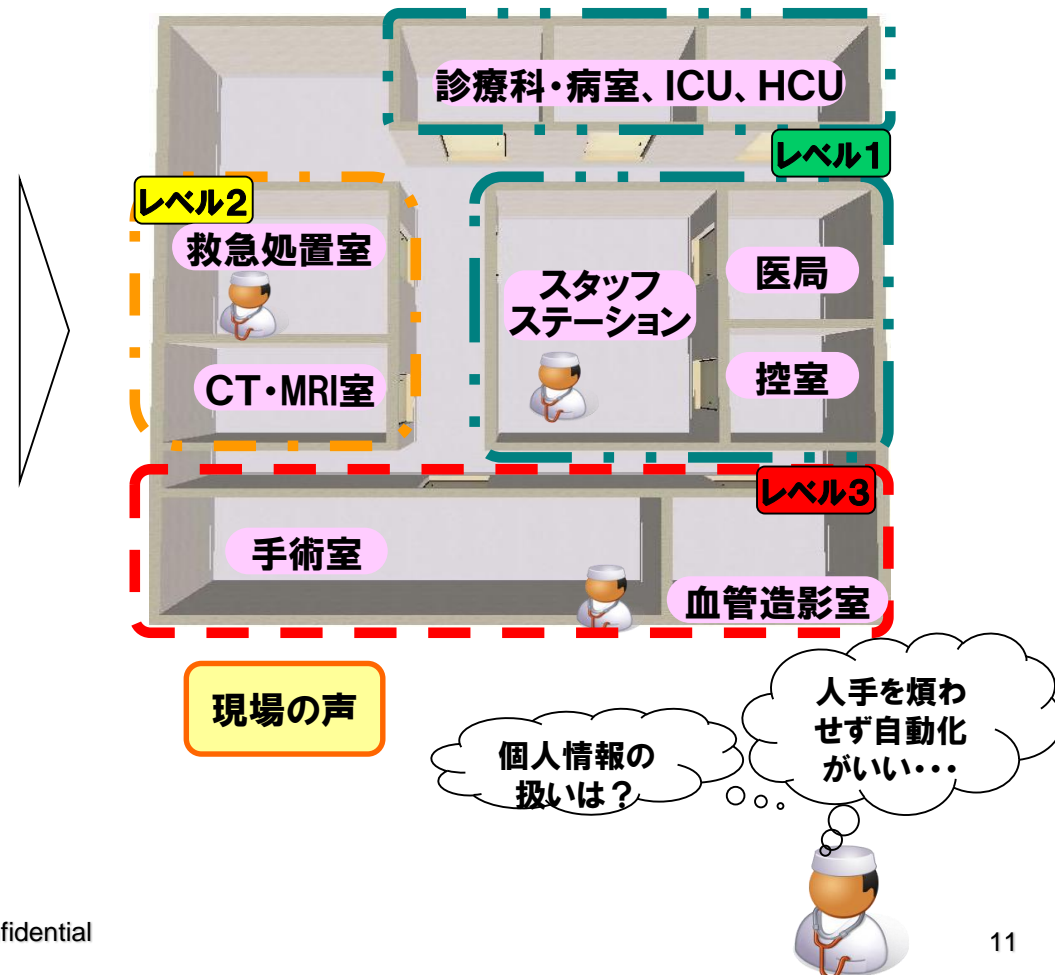 診療科・病室、ICU、HCU
レベル1
レベル2
救急処置室
CT・MRI室
スタッフ
ステーション
医局
控室
レベル3
手術室
血管造影室
現場の声
個人情報の
扱いは？
人手を煩わ
せず自動化
がいい・・・
fidential
11